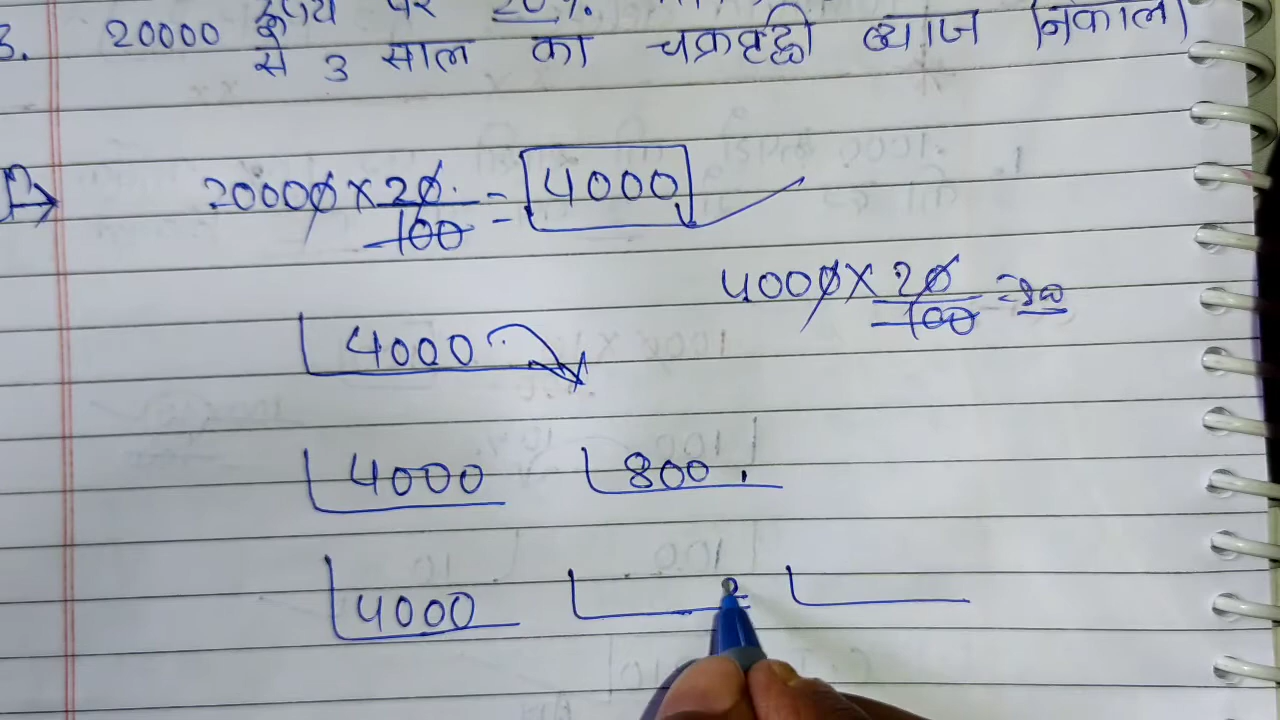 3. 20000 रुपये पर 20%
से 3 साल का चक्रवृद्धी ब्याज निकालो
20000 × 20/100 = 4000
4000 × 20/100 =
4000
4000 800
4000 2